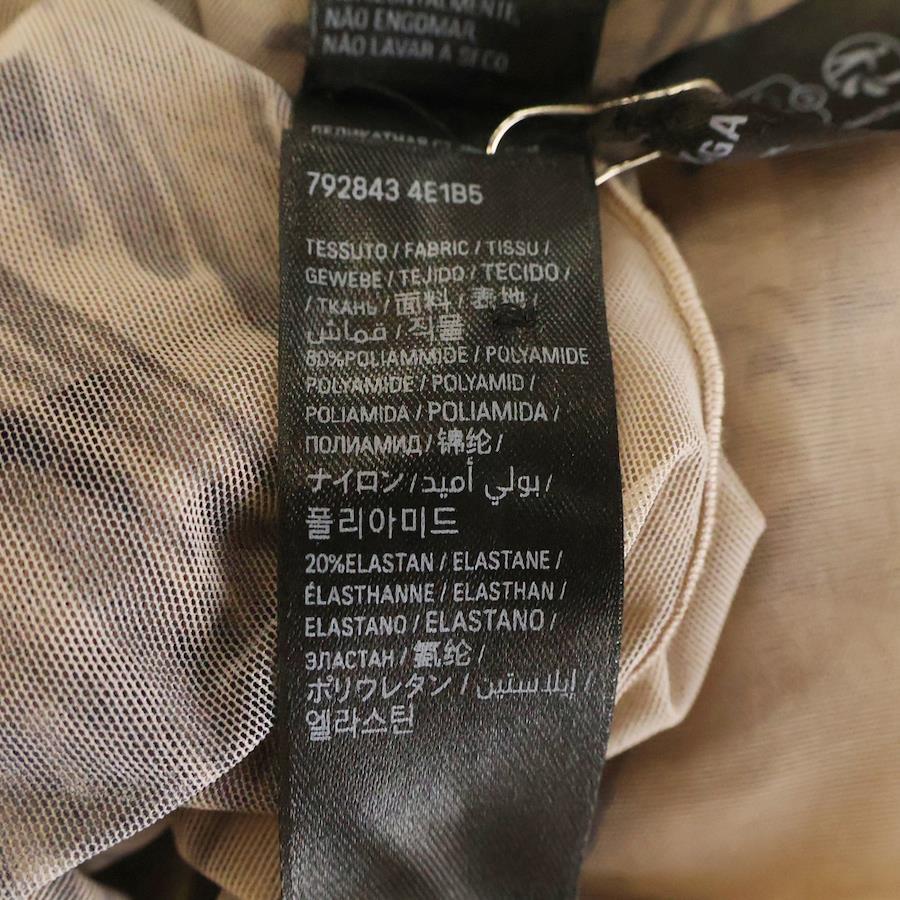 NÃO ENGOMAR
NÃO LAVAR A SECO
792843 4E1B5
TESSUTO / FABRIC / TISSU /
GEWEBE / TEJIDO / TECIDO /
/ ТКАНЬ / 面料 / 表地 /
قماش / 직물
80%POLIAMMIDE / POLYAMIDE
POLYAMIDE / POLYAMID /
POLIAMIDA / POLIAMIDA /
ПОЛИАМИД / 锦纶 /
ナイロン / بولي أميد /
폴리아미드
20%ELASTAN / ELASTANE /
ÉLASTHANNE / ELASTHAN /
ELASTANO / ELASTANO /
ЭЛАСТАН / 氨纶 /
ポリウレタン / إيلاستين /
엘라스틴